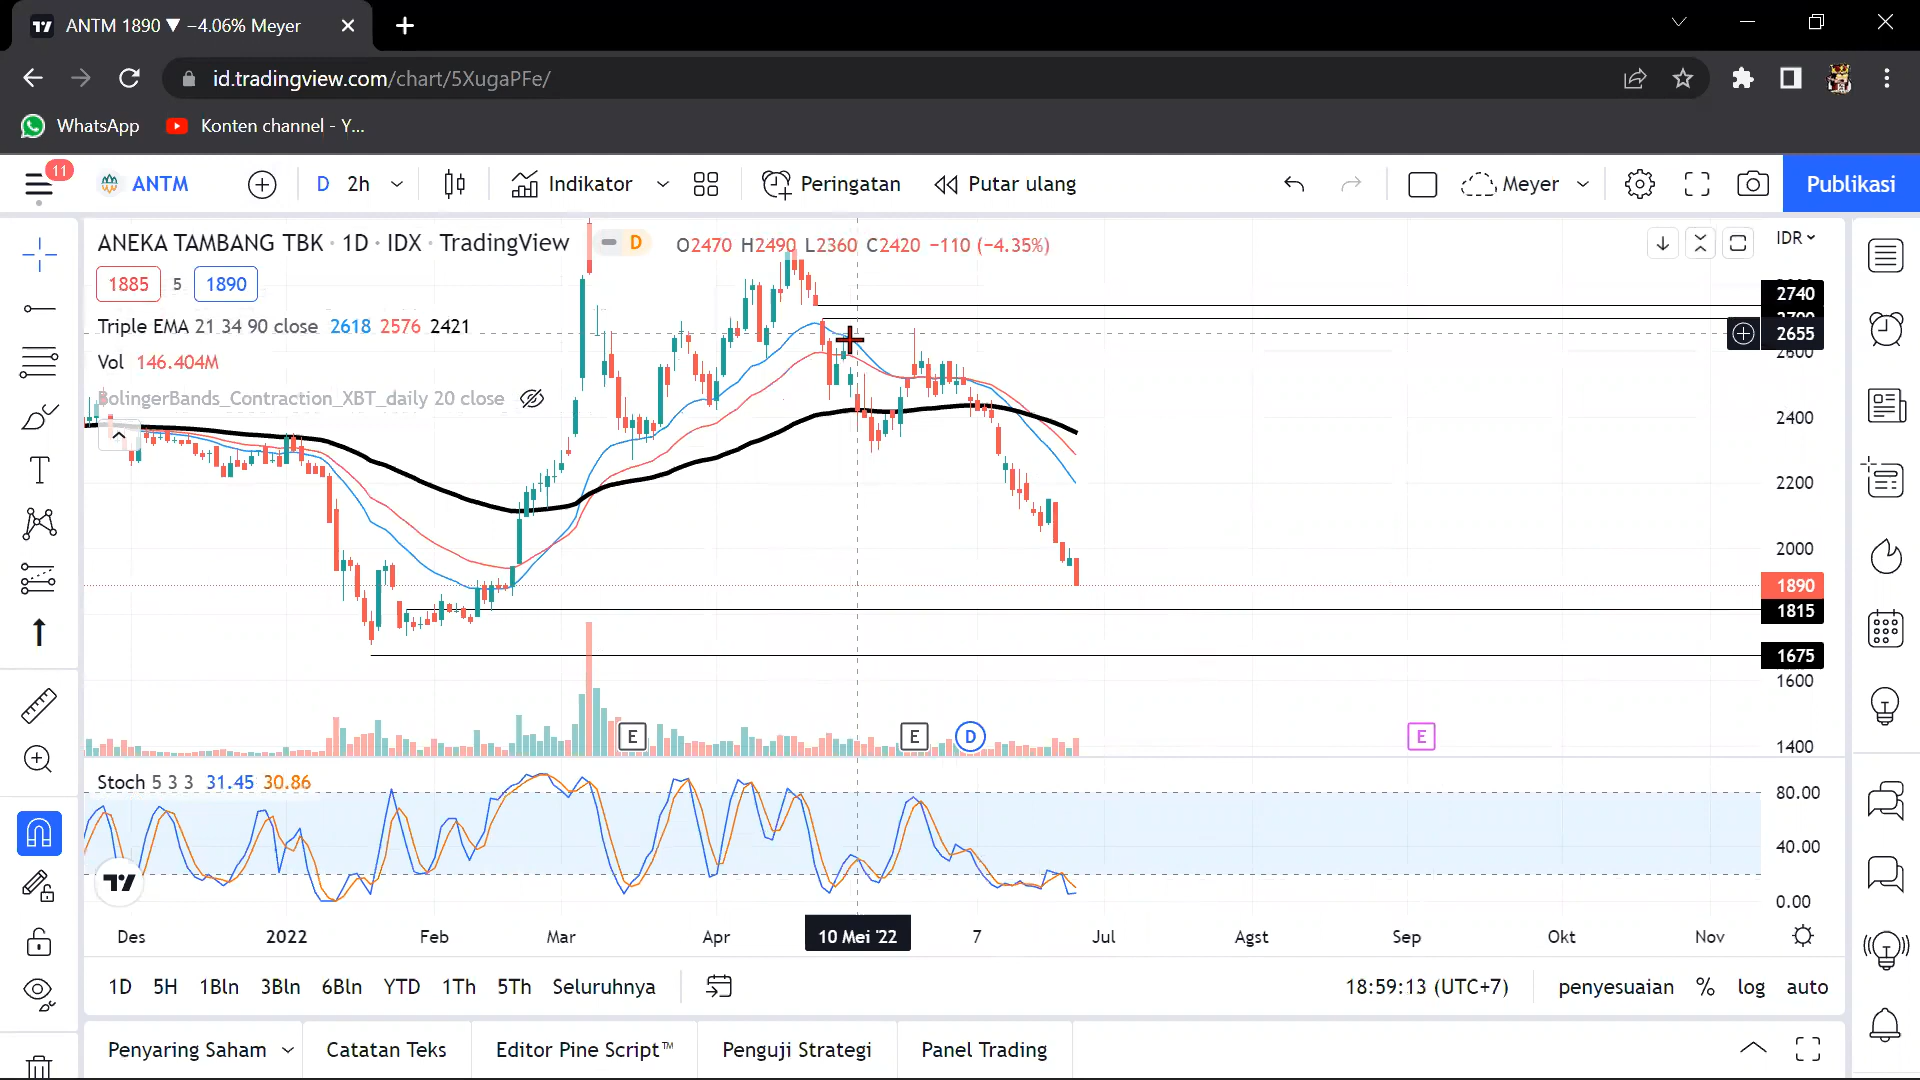 ANTM 1890 ▼ −4.06% Meyer
id.tradingview.com/chart/5XugaPFe/
WhatsApp
Konten channel - Y...
11
ANTM
D 2h
Indikator
Peringatan
Putar ulang
Meyer
Publikasi
ANEKA TAMBANG TBK · 1D · IDX · TradingView
D
O2470 H2490 L2360 C2420 −110 (−4.35%)
IDR
1885 5 1890
Triple EMA 21 34 90 close 2618 2576 2421
Vol 146.404M
BolingerBands_Contraction_XBT_daily 20 close
2740
2655
2600
2400
2200
2000
1890
1815
1675
1600
1400
E
E
D
E
Stoch 5 3 3 31.45 30.86
80.00
40.00
0.00
Des 2022 Feb Mar Apr 10 Mei '22 7 Jul Agst Sep Okt Nov
1D 5H 1Bln 3Bln 6Bln YTD 1Th 5Th Seluruhnya
18:59:13 (UTC+7)
penyesuaian % log auto
Penyaring Saham
Catatan Teks
Editor Pine Script™
Penguji Strategi
Panel Trading